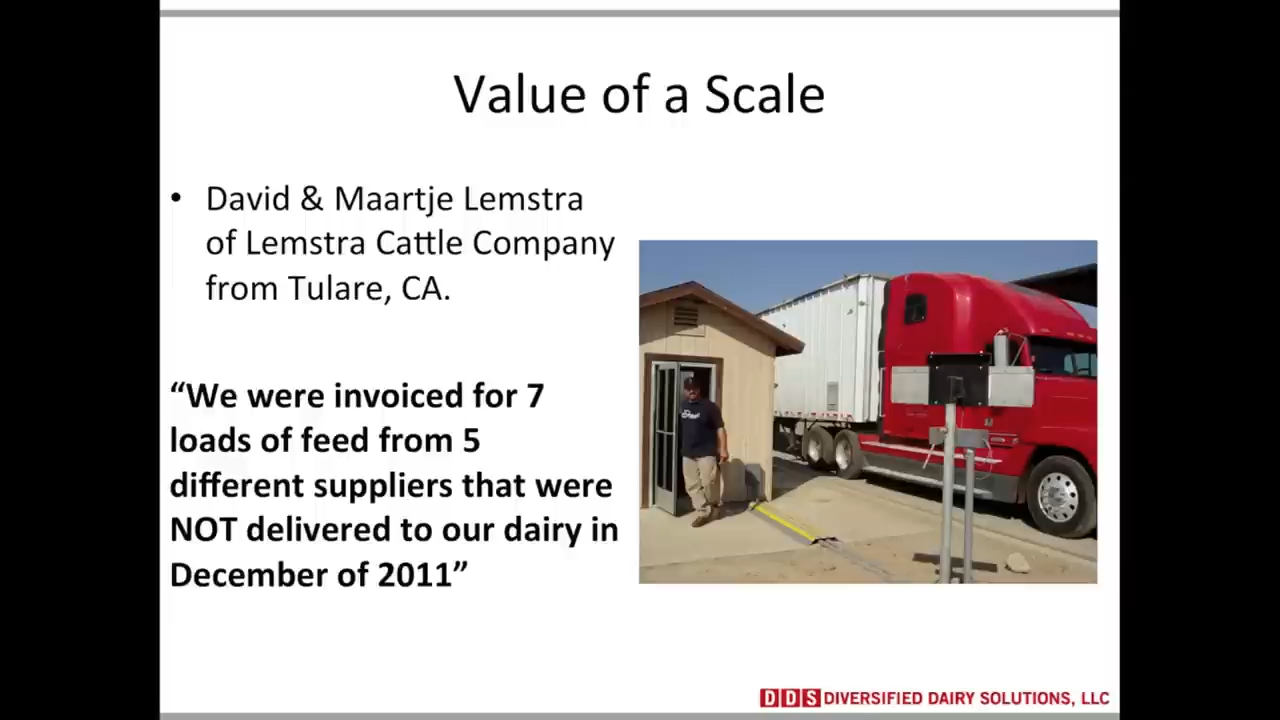 Value of a Scale
• David & Maartje Lemstra
of Lemstra Cattle Company
from Tulare, CA.
“We were invoiced for 7
loads of feed from 5
different suppliers that were
NOT delivered to our dairy in
December of 2011”
DDS DIVERSIFIED DAIRY SOLUTIONS, LLC